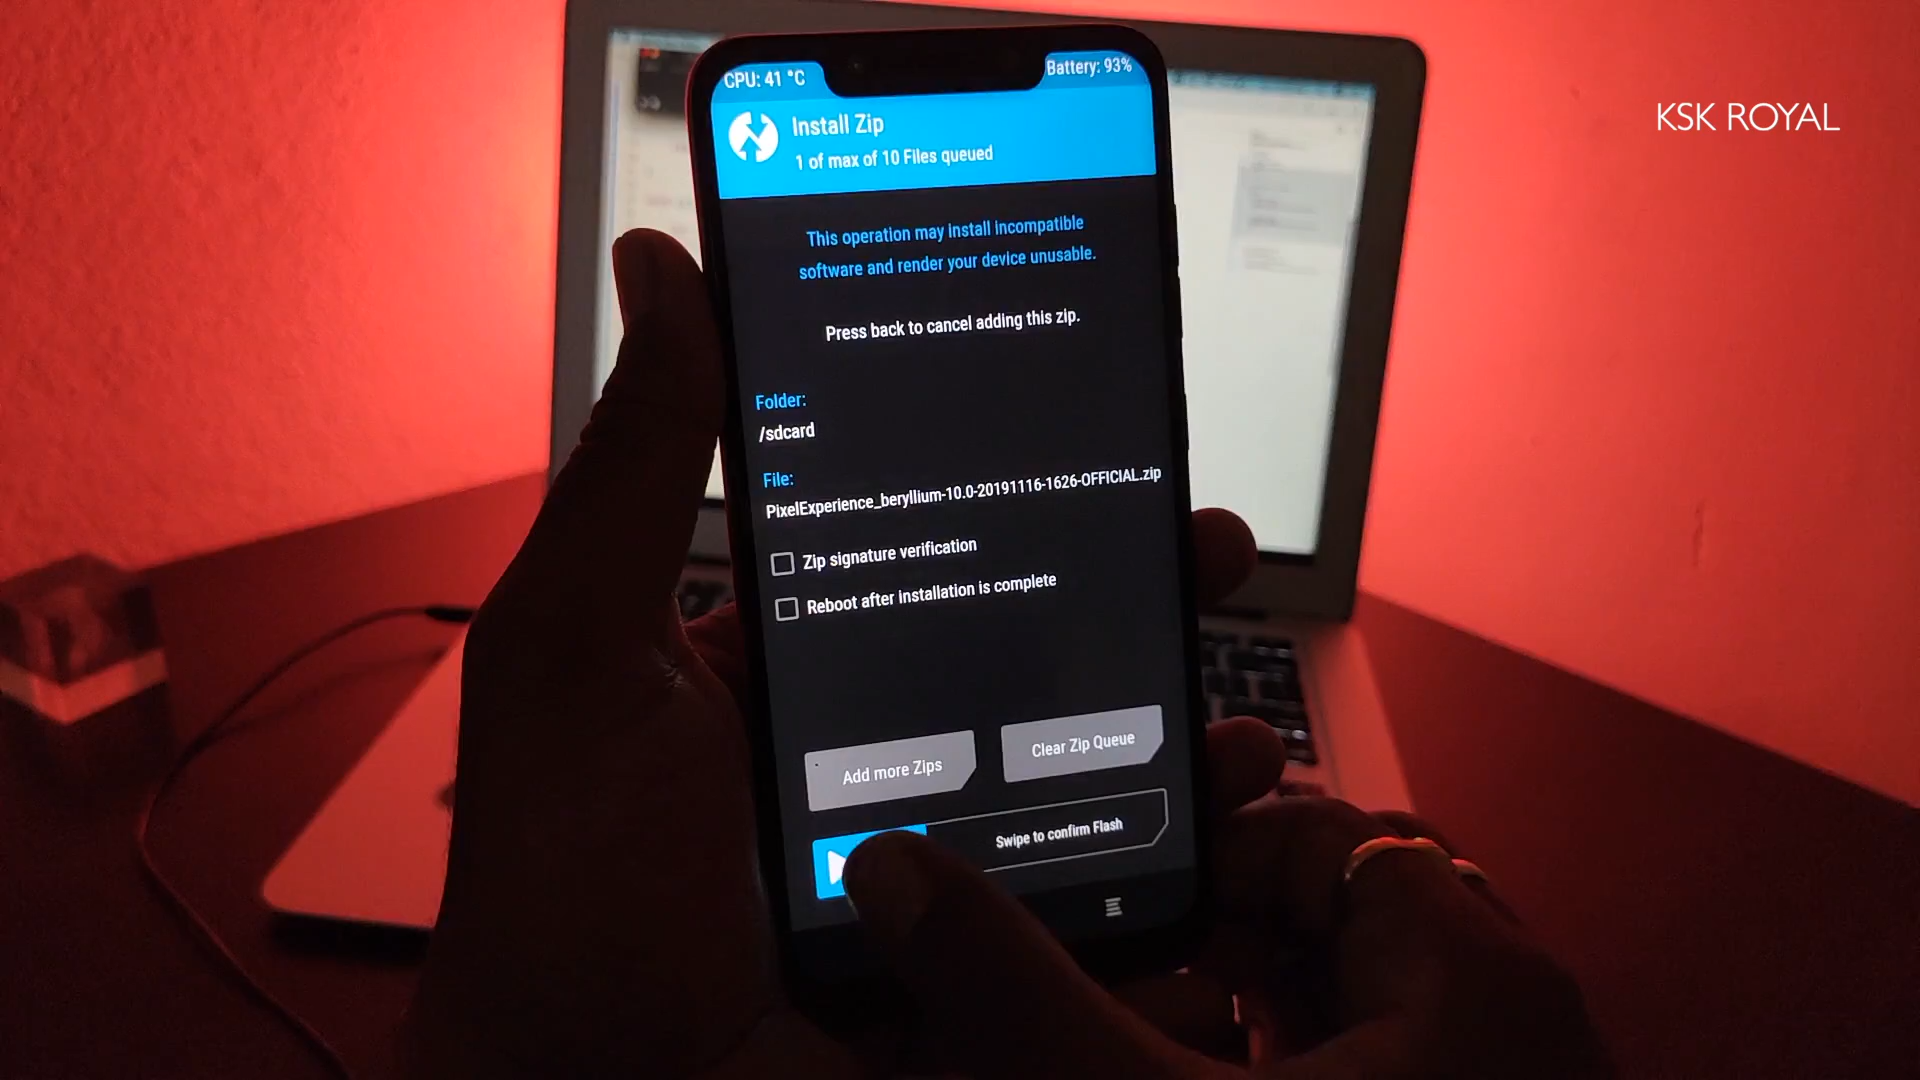 CPU: 41 °C
Battery: 93%
Install Zip
1 of max of 10 Files queued
KSK ROYAL
This operation may install incompatible
software and render your device unusable.
Press back to cancel adding this zip.
Folder:
/sdcard
File:
PixelExperience_beryllium-10.0-20191116-1626-OFFICIAL.zip
Zip signature verification
Reboot after installation is complete
Add more Zips
Clear Zip Queue
Swipe to confirm Flash